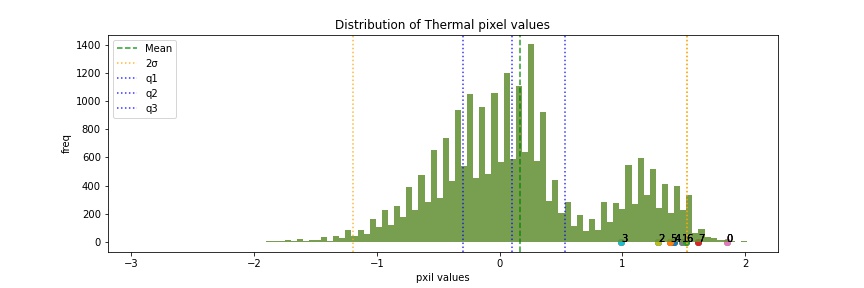 Distribution of Thermal pixel values
Mean
2σ
q1
q2
q3
freq
1400
1200
1000
800
600
400
200
0
3 2 5 4 1 6 7 0
−3 −2 −1 0 1 2
pxil values